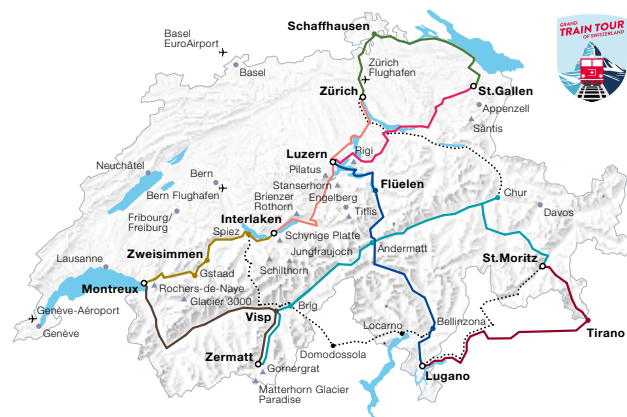 GRAND
TRAIN TOUR
OF SWITZERLAND
Schaffhausen
Basel
EuroAirport
Basel
Zürich
Flughafen
Zürich
St.Gallen
Appenzell
Säntis
Luzern
Rigi
Pilatus
Stanserhorn
Flüelen
Neuchâtel
Bern
Bern Flughafen
Brienzer
Rothorn
Engelberg
Titlis
Chur
Davos
Fribourg/
Freiburg
Interlaken
Spiez
Schynige Platte
Andermatt
Zweisimmen
Jungfraujoch
Schilthorn
Lausanne
Gstaad
St.Moritz
Montreux
Rochers-de-Naye
Glacier 3000
Genève-Aéroport
Genève
Visp
Brig
Locarno
Bellinzona
Tirano
Zermatt
Domodossola
Gornergrat
Lugano
Matterhorn Glacier
Paradise